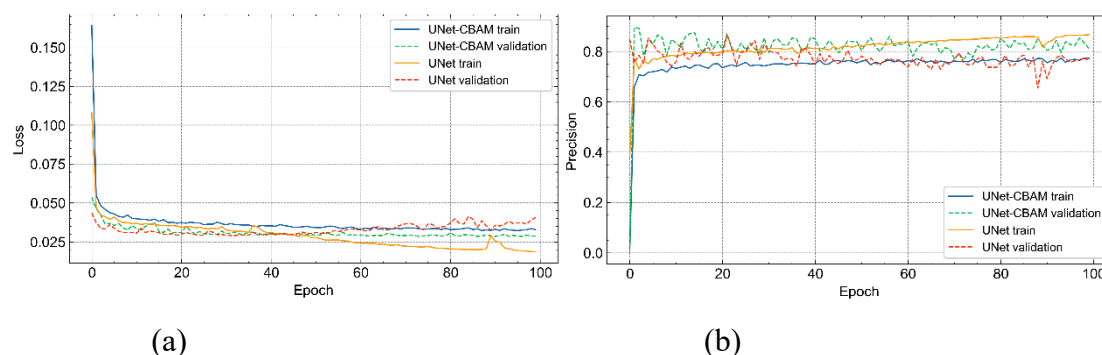 (a)
0.150
0.125
0.100
0.075
0.050
0.025
Loss
0 20 40 60 80 100
Epoch
UNet-CBAM train
UNet-CBAM validation
UNet train
UNet validation
(b)
0.8
0.6
0.4
0.2
0.0
Precision
0 20 40 60 80 100
Epoch
UNet-CBAM train
UNet-CBAM validation
UNet train
UNet validation
(a)
(b)